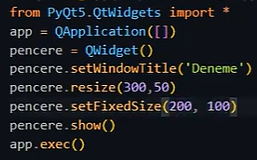 from PyQt5.QtWidgets import *
app = QApplication([])
pencere = QWidget()
pencere.setWindowTitle('Deneme')
pencere.resize(300,50)
pencere.setFixedSize(200, 100)
pencere.show()
app.exec()